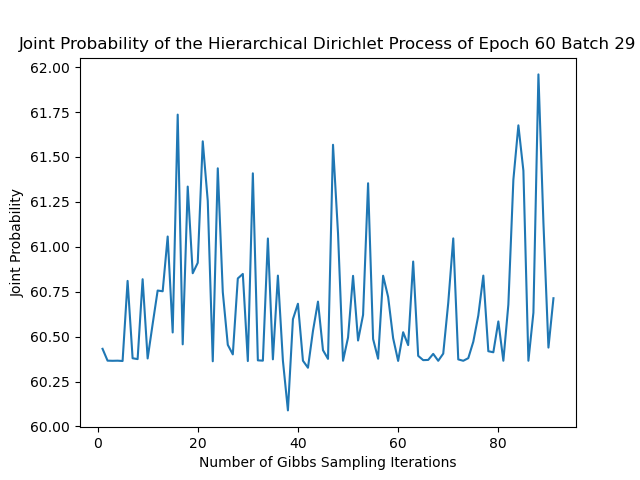 Joint Probability of the Hierarchical Dirichlet Process of Epoch 60 Batch 29
62.00
61.75
61.50
61.25
61.00
60.75
60.50
60.25
60.00
Joint Probability
0 20 40 60 80
Number of Gibbs Sampling Iterations